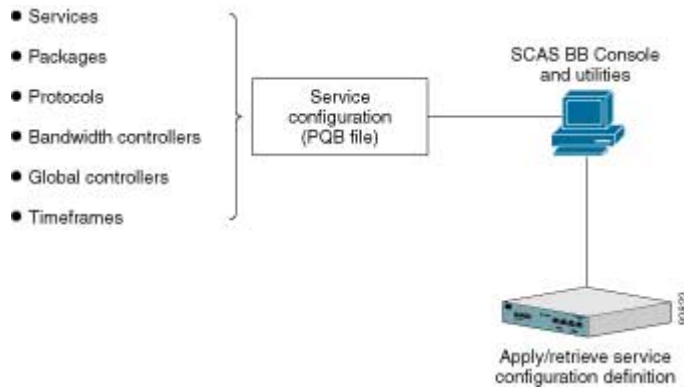 Services
Packages
Protocols
Bandwidth controllers
Global controllers
Timeframes
Service
configuration
(PQB file)
SCAS BB Console
and utilities
Apply/retrieve service
configuration definition